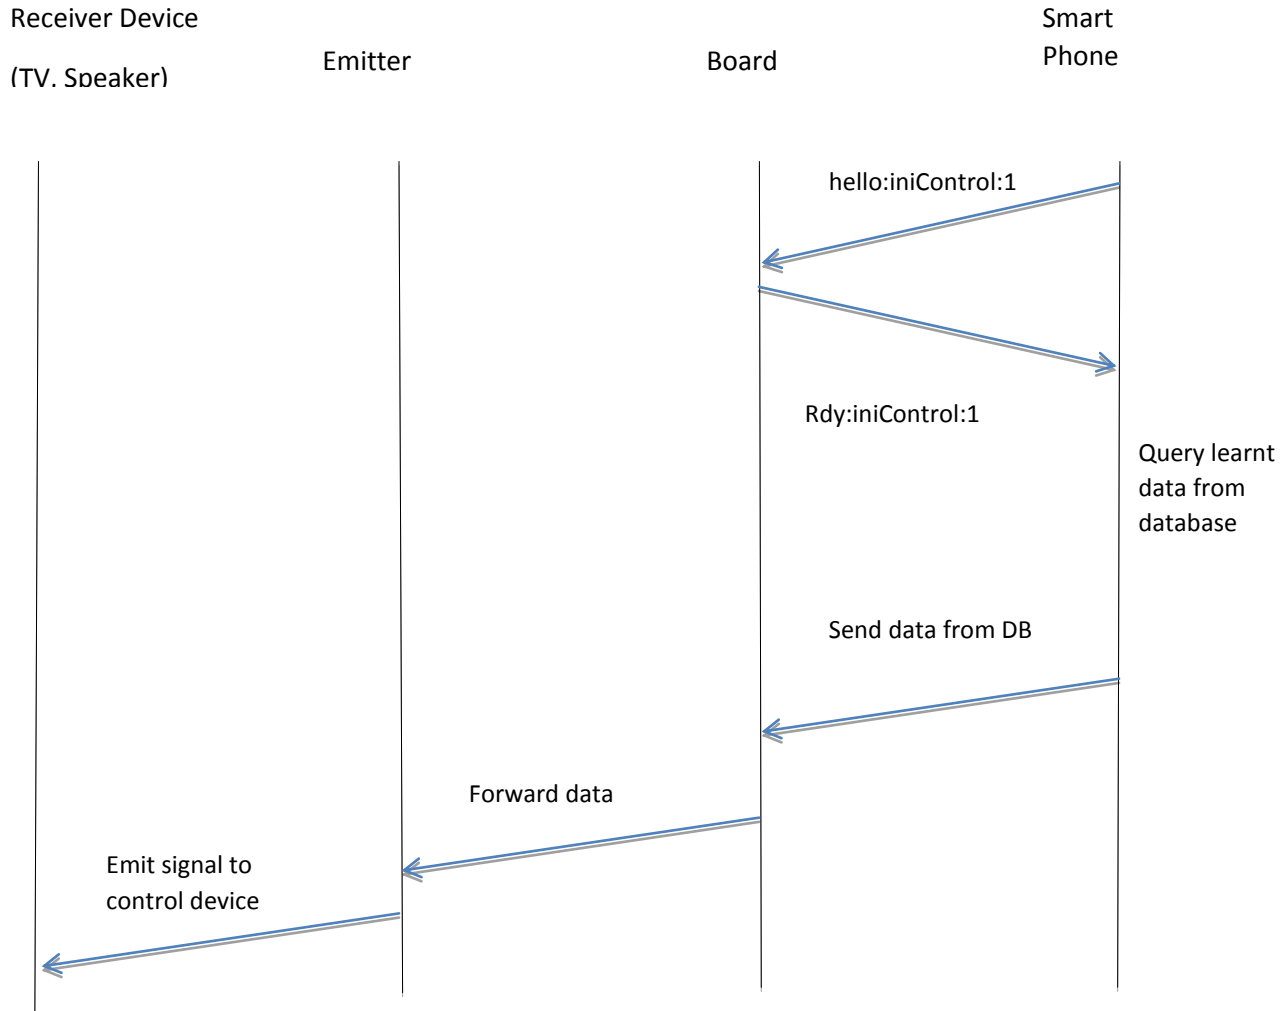 Receiver Device
(TV, Speaker)
Emitter
Board
Smart
Phone
hello:iniControl:1
Rdy:iniControl:1
Query learnt
data from
database
Send data from DB
Forward data
Emit signal to
control device